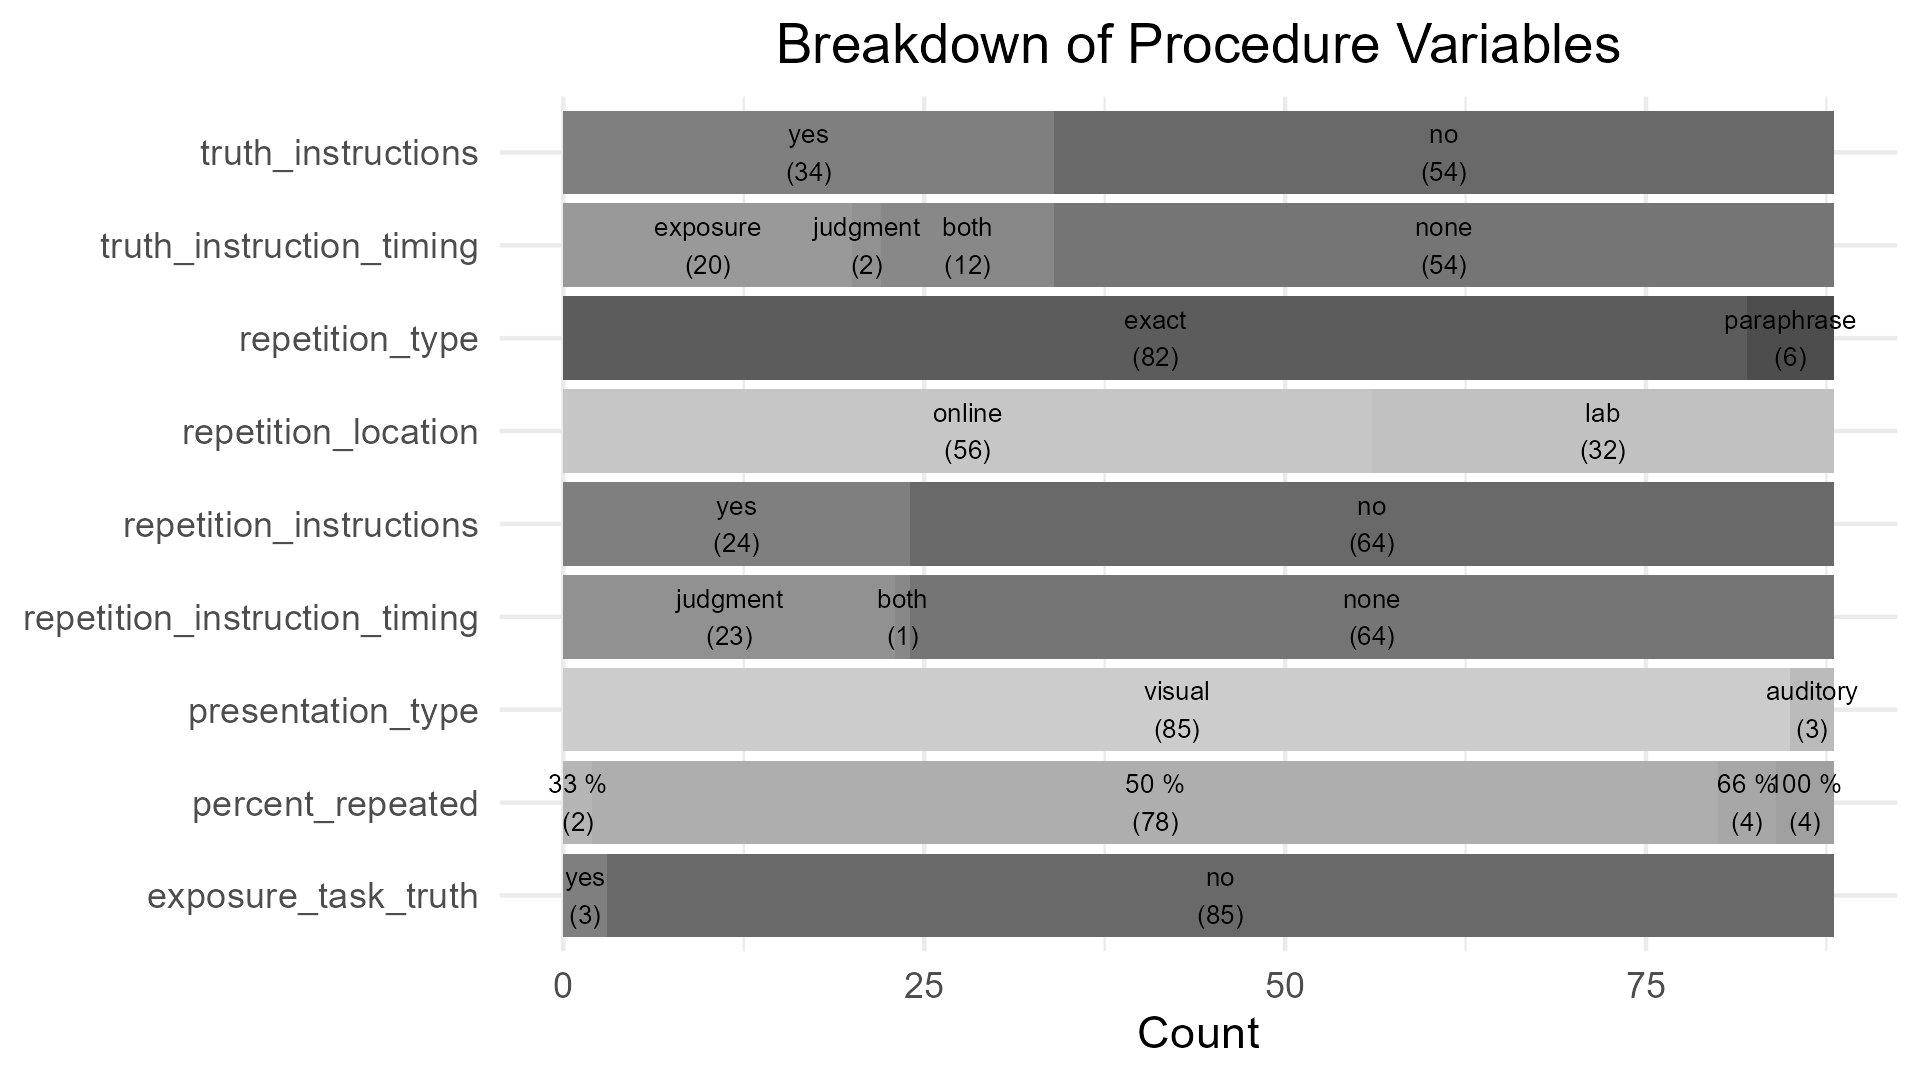 Breakdown of Procedure Variables
truth_instructions
yes no
(34) (54)
truth_instruction_timing
exposure judgment both none
(20) (2) (12) (54)
repetition_type
exact paraphrase
(82) (6)
repetition_location
online lab
(56) (32)
repetition_instructions
yes no
(24) (64)
repetition_instruction_timing
judgment both none
(23) (1) (64)
presentation_type
visual auditory
(85) (3)
percent_repeated
33 % 50 % 66 % 100 %
(2) (78) (4) (4)
exposure_task_truth
yes no
(3) (85)
0 25 50 75
Count